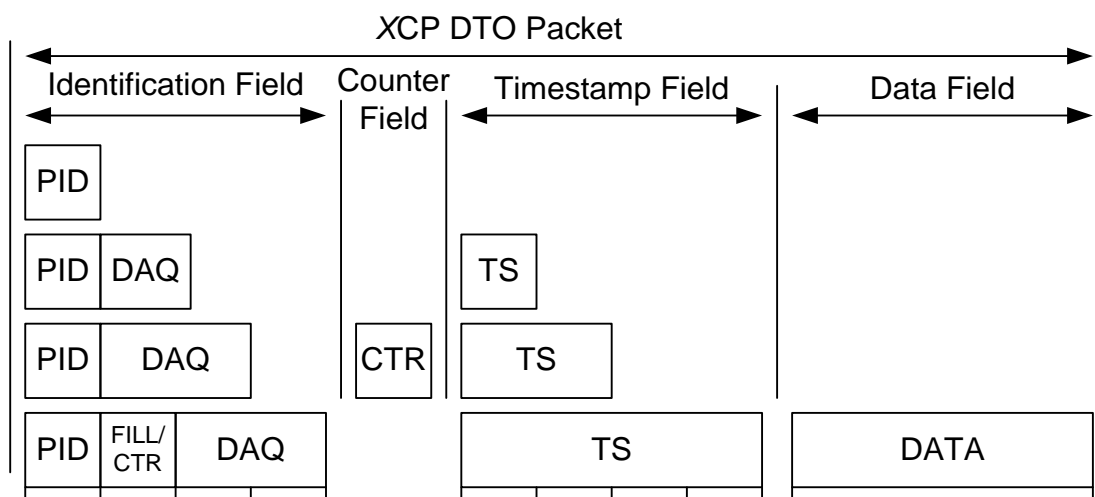 XCP DTO Packet
Identification Field
Counter
Field
Timestamp Field
Data Field
PID
PID DAQ TS
PID DAQ CTR TS
PID FILL/
CTR DAQ TS DATA